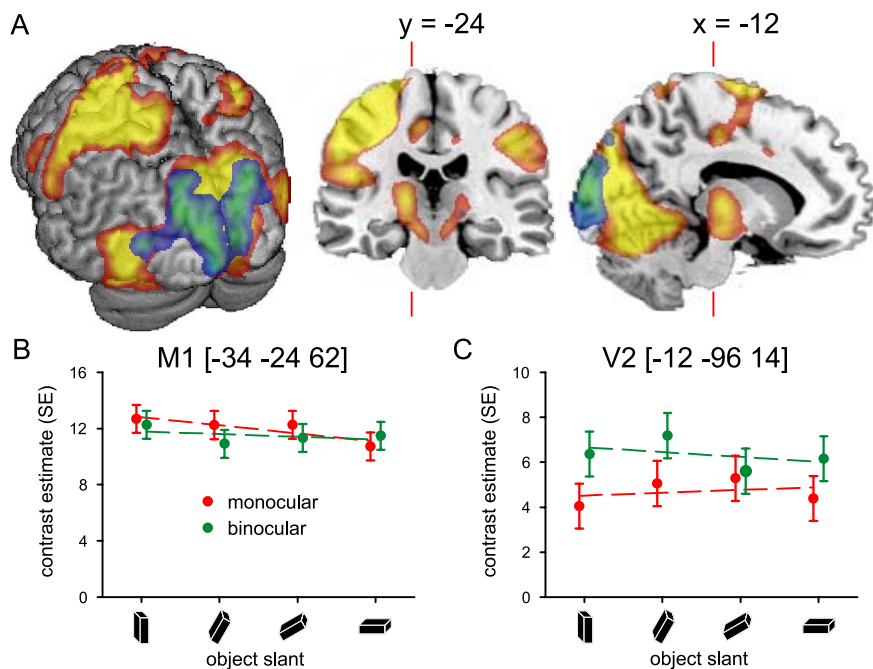 A
y = -24
x = -12
B
M1 [-34 -24 62]
contrast estimate (SE)
16
12
8
4
0
monocular
binocular
object slant
C
V2 [-12 -96 14]
contrast estimate (SE)
10
8
6
4
2
0
object slant